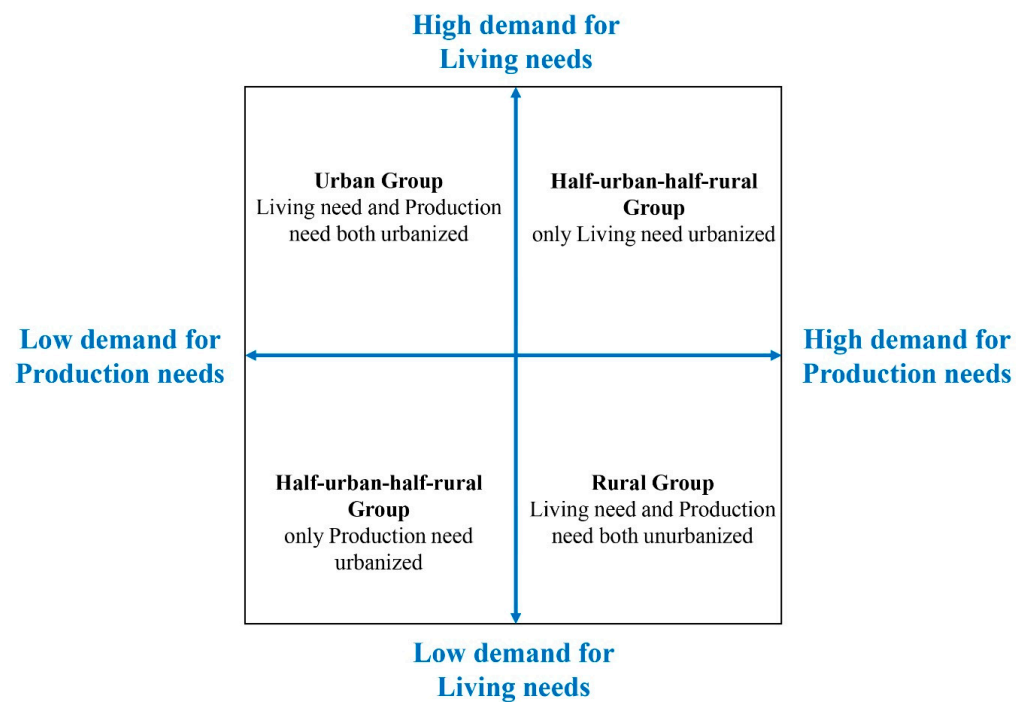 High demand for
Living needs
Urban Group
Living need and Production
need both urbanized
Half-urban-half-rural
Group
only Living need urbanized
Low demand for
Production needs
High demand for
Production needs
Half-urban-half-rural
Group
only Production need
urbanized
Rural Group
Living need and Production
need both unurbanized
Low demand for
Living needs